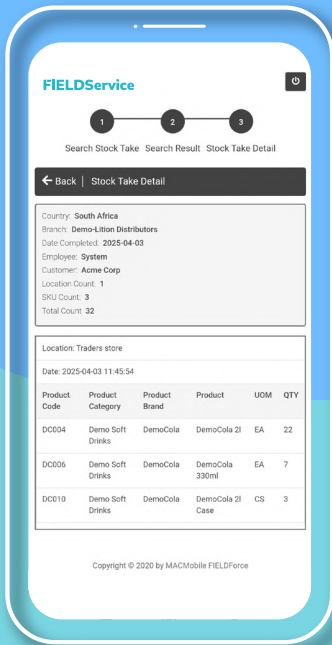 FIELDService
1 2 3
Search Stock Take Search Result Stock Take Detail
Back | Stock Take Detail
Country: South Africa
Branch: Demo-Lition Distributors
Date Completed: 2025-04-03
Employee: System
Customer: Acme Corp
Location Count: 1
SKU Count: 3
Total Count 32
Location: Traders store
Date: 2025-04-03 11:45:54
Product Product Product Product UOM QTY
Code Category Brand
DC004 Demo Soft DemoCola DemoCola 2l EA 22
Drinks
DC006 Demo Soft DemoCola DemoCola EA 7
Drinks 330ml
DC010 Demo Soft DemoCola DemoCola 2l CS 3
Drinks Case
Copyright © 2020 by MACMobile FIELDForce